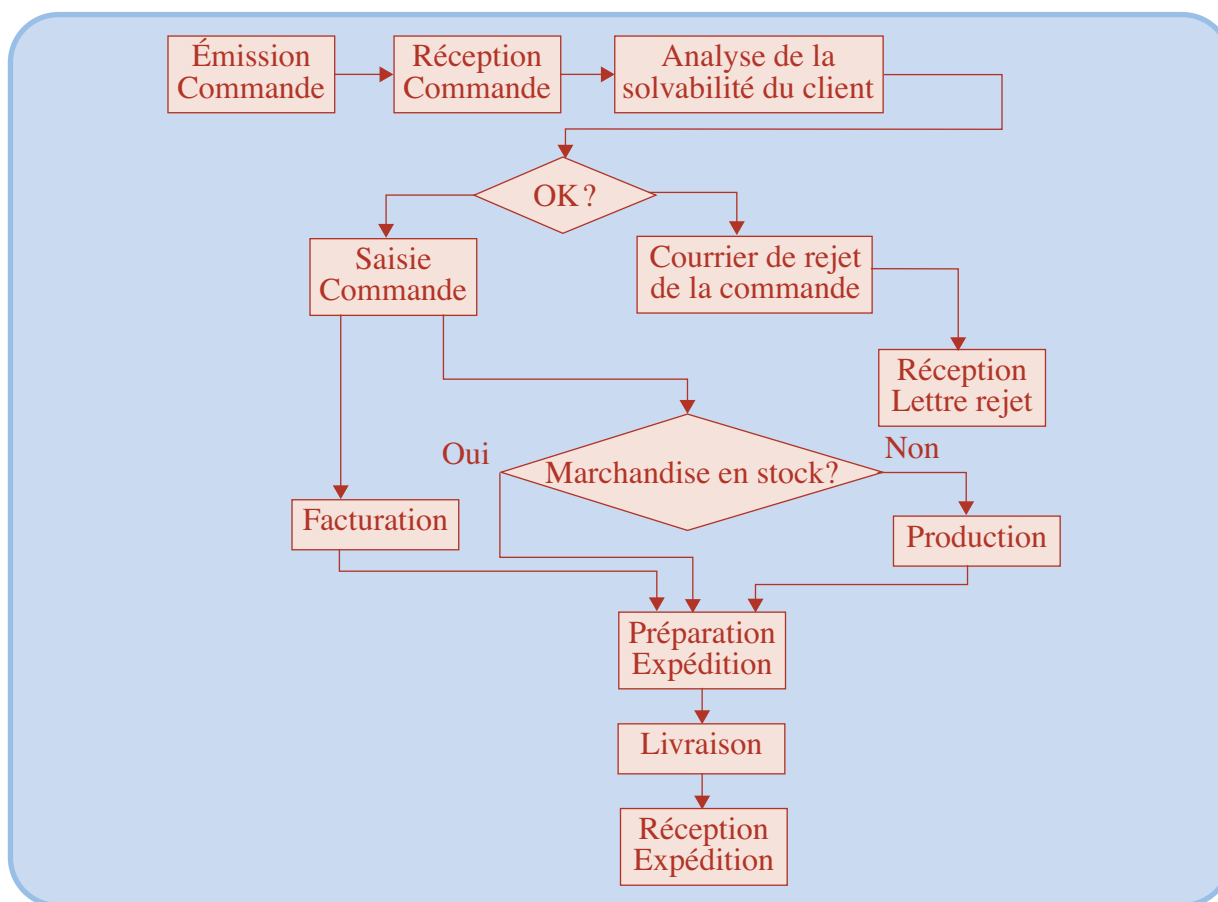 Émission
Commande
Réception
Commande
Analyse de la
solvabilité du client
OK ?
Saisie
Commande
Courrier de rejet
de la commande
Réception
Lettre rejet
Oui
Marchandise en stock?
Non
Facturation
Production
Préparation
Expédition
Livraison
Réception
Expédition